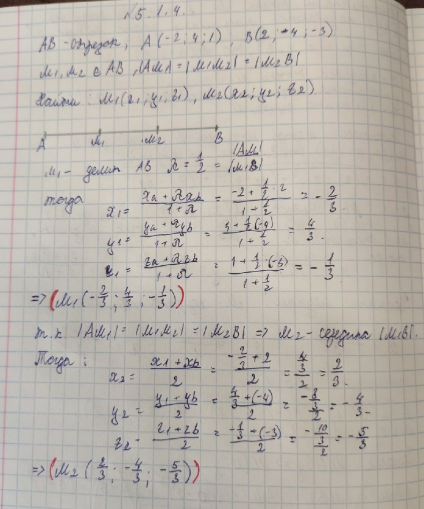 №5.1.4.
AB - отрезок, A(-2; 4; 1), B(2; -4; -3)
M₁, M₂ ∈ AB, |AM₁| = |M₁M₂| = |M₂B|
Найти: M₁(x₁; y₁; z₁), M₂(x₂; y₂; z₂)
A M₁ M₂ B
M₁ - делит AB λ = 1/2 = |AM₁|/|M₁B|
тогда x₁ = (xa + λxb)/(1+λ) = (-2 + 1/2 · 2)/(1 + 1/2) = -2/3
y₁ = (ya + λyb)/(1+λ) = (4 + 1/2 · (-4))/(1 + 1/2) = 4/3.
z₁ = (za + λzb)/(1+λ) = (1 + 1/2 · (-3))/(1 + 1/2) = -1/3
=> (M₁(-2/3; 4/3; -1/3))
т.к |AM₁| = |M₁M₂| = |M₂B| => M₂ - середина |M₁B|.
Тогда:
x₂ = (x₁ + xb)/2 = (-2/3 + 2)/2 = (4/3)/2 = 2/3.
y₂ = (y₁ + yb)/2 = (4/3 + (-4))/2 = (-8/3)/2 = -4/3.
z₂ = (z₁ + zb)/2 = (-1/3 + (-3))/2 = (-10/3)/2 = -5/3
=> (M₂(2/3; -4/3; -5/3))